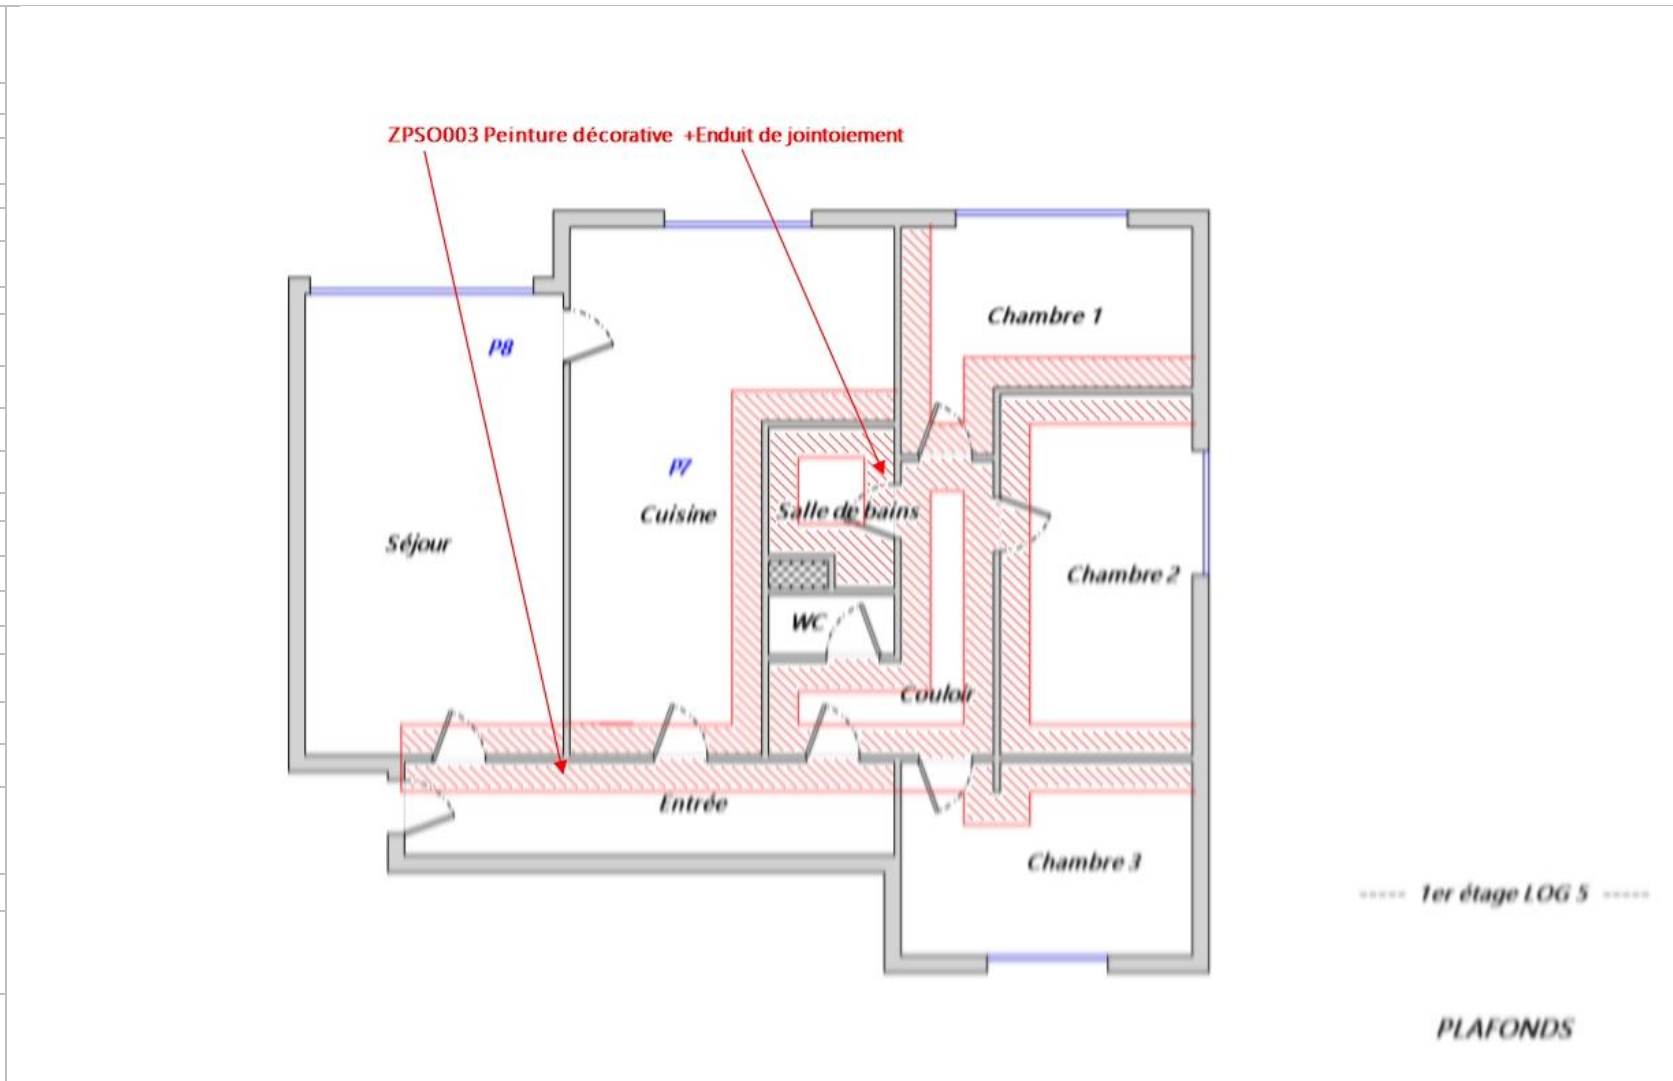 ZPSO003 Peinture décorative +Enduit de jointoiement
Chambre 1
P8
P7
Cuisine
Salle de bains
Séjour
Chambre 2
WC
Couloir
Entrée
Chambre 3
----- 1er étage LOG 5 -----
PLAFONDS